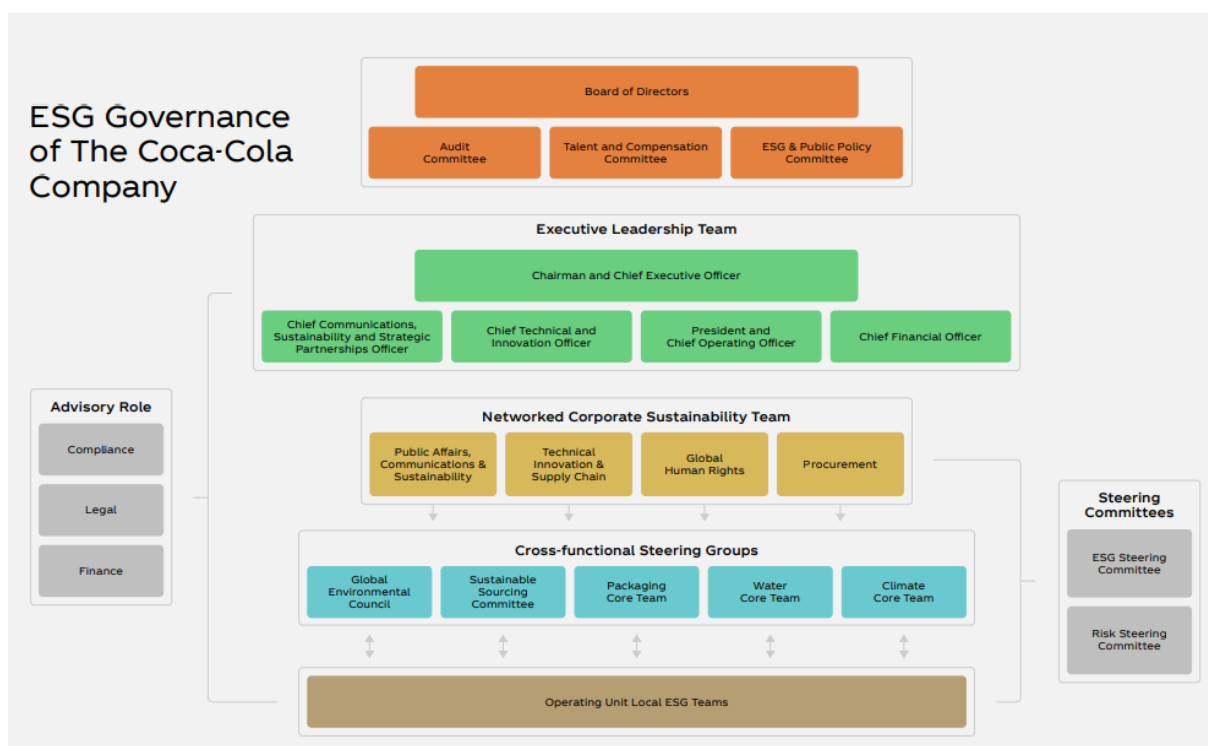 ESG Governance
of The Coca-Cola
Company
Board of Directors
Audit
Committee
Talent and Compensation
Committee
ESG & Public Policy
Committee
Executive Leadership Team
Chairman and Chief Executive Officer
Chief Communications,
Sustainability and Strategic
Partnerships Officer
Chief Technical and
Innovation Officer
President and
Chief Operating Officer
Chief Financial Officer
Advisory Role
Compliance
Legal
Finance
Networked Corporate Sustainability Team
Public Affairs,
Communications &
Sustainability
Technical
Innovation &
Supply Chain
Global
Human Rights
Procurement
Cross-functional Steering Groups
Global
Environmental
Council
Sustainable
Sourcing
Committee
Packaging
Core Team
Water
Core Team
Climate
Core Team
Operating Unit Local ESG Teams
Steering
Committees
ESG Steering
Committee
Risk Steering
Committee